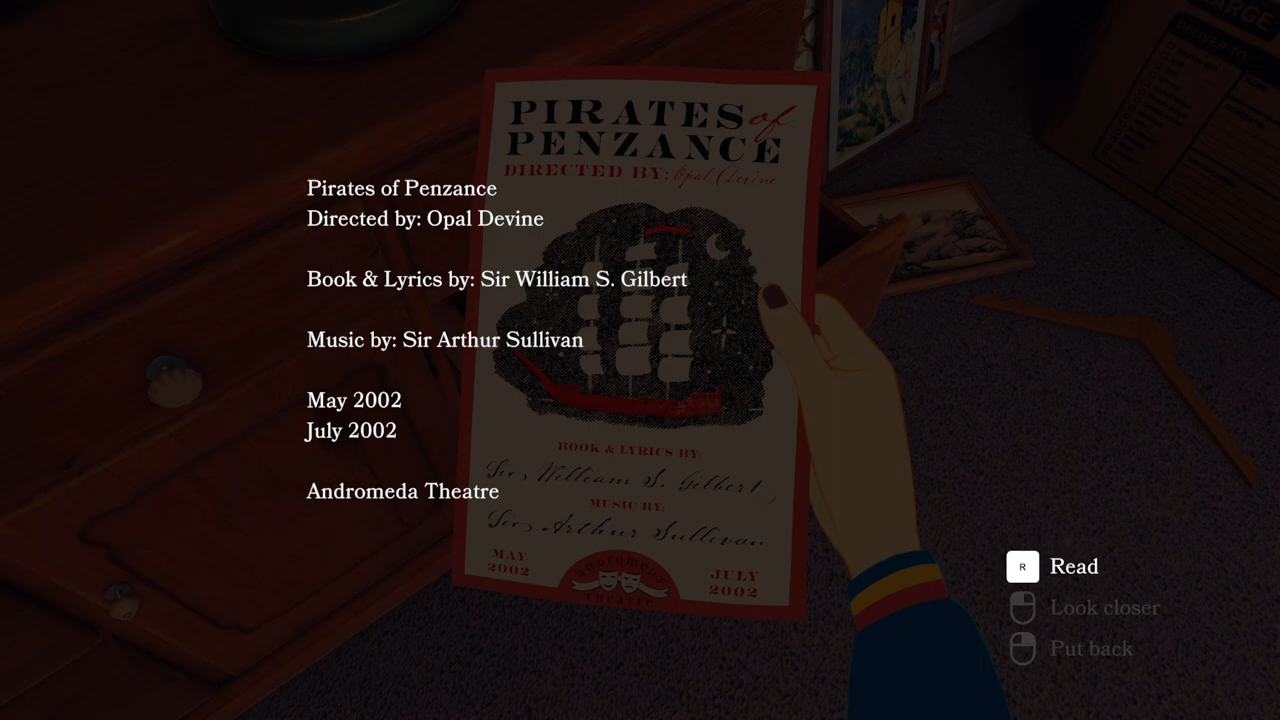 Pirates of Penzance
Directed by: Opal Devine
Book & Lyrics by: Sir William S. Gilbert
Music by: Sir Arthur Sullivan
May 2002
July 2002
Andromeda Theatre
PIRATES of
PENZANCE
DIRECTED BY: Opal Devine
BOOK & LYRICS BY:
Sir William S. Gilbert
MUSIC BY:
Sir Arthur Sullivan
MAY
2002
JULY
2002
andromeda
theatre
DELIVER TO:
R Read
Look closer
Put back